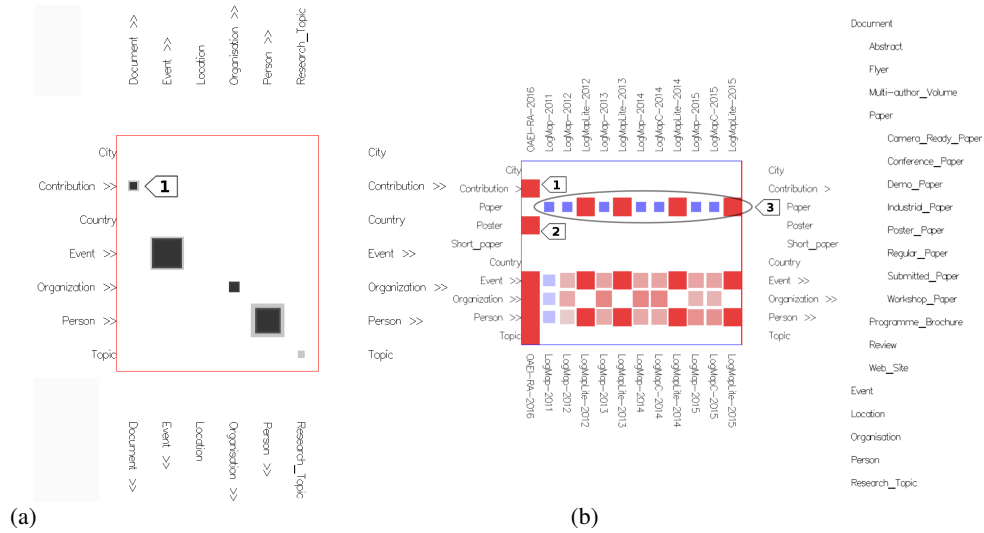 Document >>
Event >>
Location
Organisation >>
Person >>
Research_Topic
City
Contribution >>
Country
Event >>
Organization >>
Person >>
Topic
1
City
Contribution >>
Country
Event >>
Organization >>
Person >>
Topic
Document >>
Event >>
Location
Organisation >>
Person >>
Research_Topic
(a)
OAEI-RA-2016
LogMap-2011
LogMap-2012
LogMapLite-2012
LogMap-2013
LogMapLite-2013
LogMap-2014
LogMapC-2014
LogMapLite-2014
LogMap-2015
LogMapC-2015
LogMapLite-2015
City
Contribution >
Paper
Poster
Short_paper
Country
Event >>
Organization >>
Person >>
Topic
1
2
3
City
Contribution >
Paper
Poster
Short_paper
Country
Event >>
Organization >>
Person >>
Topic
OAEI-RA-2016
LogMap-2011
LogMap-2012
LogMapLite-2012
LogMap-2013
LogMapLite-2013
LogMap-2014
LogMapC-2014
LogMapLite-2014
LogMap-2015
LogMapC-2015
LogMapLite-2015
Document
Abstract
Flyer
Multi-author_Volume
Paper
Camera_Ready_Paper
Conference_Paper
Demo_Paper
Industrial_Paper
Poster_Paper
Regular_Paper
Submitted_Paper
Workshop_Paper
Programme_Brochure
Review
Web_Site
Event
Location
Organisation
Person
Research_Topic
(b)